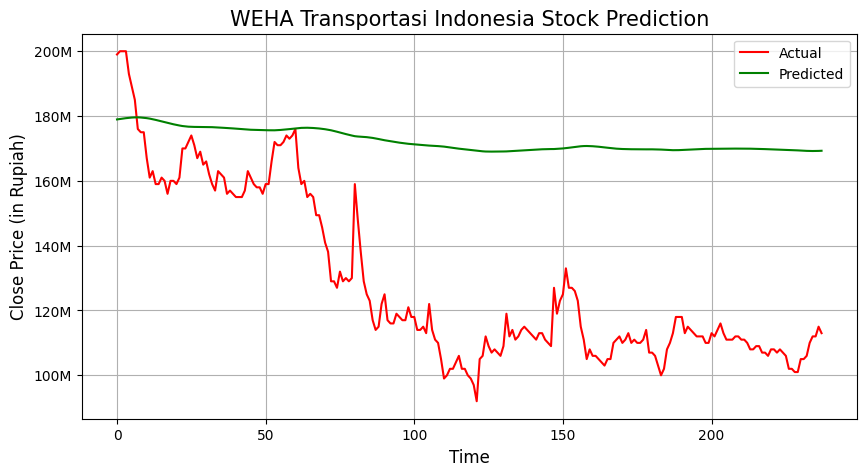 WEHA Transportasi Indonesia Stock Prediction
Actual
Predicted
200M
180M
160M
140M
120M
100M
Close Price (in Rupiah)
0
50
100
150
200
Time